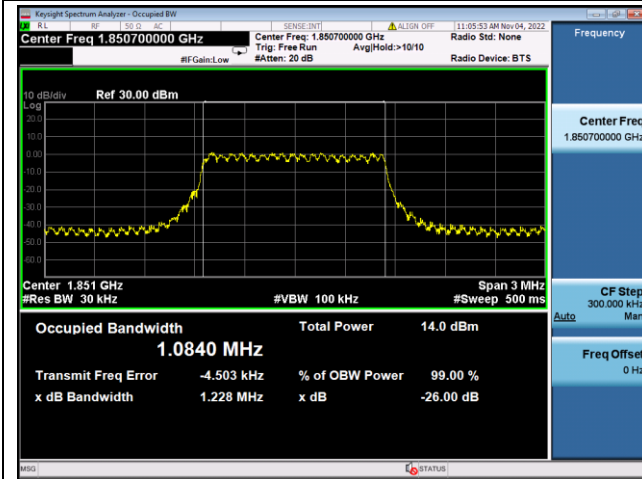 Keysight Spectrum Analyzer - Occupied BW
RL RF 50 Ω AC SENSE:INT ALIGN OFF 11:05:53 AM Nov 04, 2022
Center Freq 1.850700000 GHz
Center Freq: 1.850700000 GHz
Radio Std: None
Trig: Free Run Avg|Hold:>10/10
#IFGain:Low #Atten: 20 dB Radio Device: BTS
10 dB/div Ref 30.00 dBm
Log
20.0
10.0
0.00
-10.0
-20.0
-30.0
-40.0
-50.0
-60.0
Center 1.851 GHz Span 3 MHz
#Res BW 30 kHz #VBW 100 kHz #Sweep 500 ms
Occupied Bandwidth Total Power 14.0 dBm
1.0840 MHz
Transmit Freq Error -4.503 kHz % of OBW Power 99.00 %
x dB Bandwidth 1.228 MHz x dB -26.00 dB
MSG STATUS
Frequency
Center Freq
1.850700000 GHz
CF Step
300.000 kHz
Auto Man
Freq Offset
0 Hz